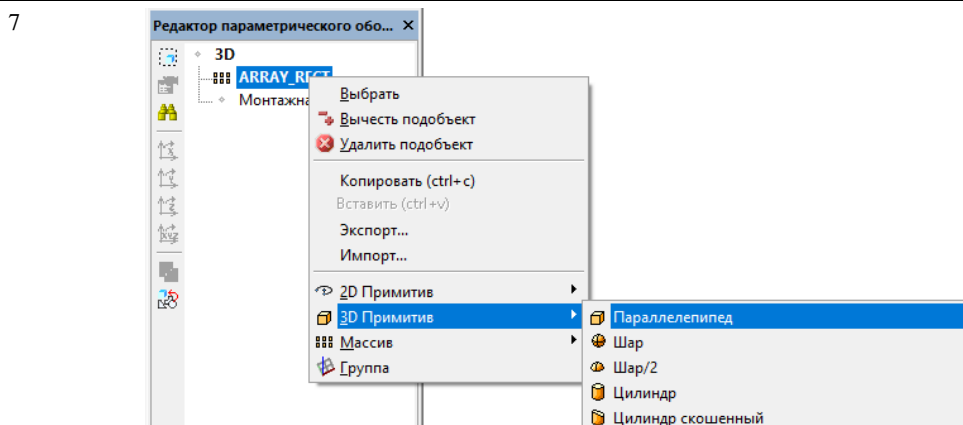 7
Редактор параметрического обо...
3D
ARRAY_RECT
Монтажна
Выбрать
Вычесть подобъект
Удалить подобъект
Копировать (ctrl+c)
Вставить (ctrl+v)
Экспорт...
Импорт...
2D Примитив
3D Примитив
Массив
Группа
Параллелепипед
Шар
Шар/2
Цилиндр
Цилиндр скошенный